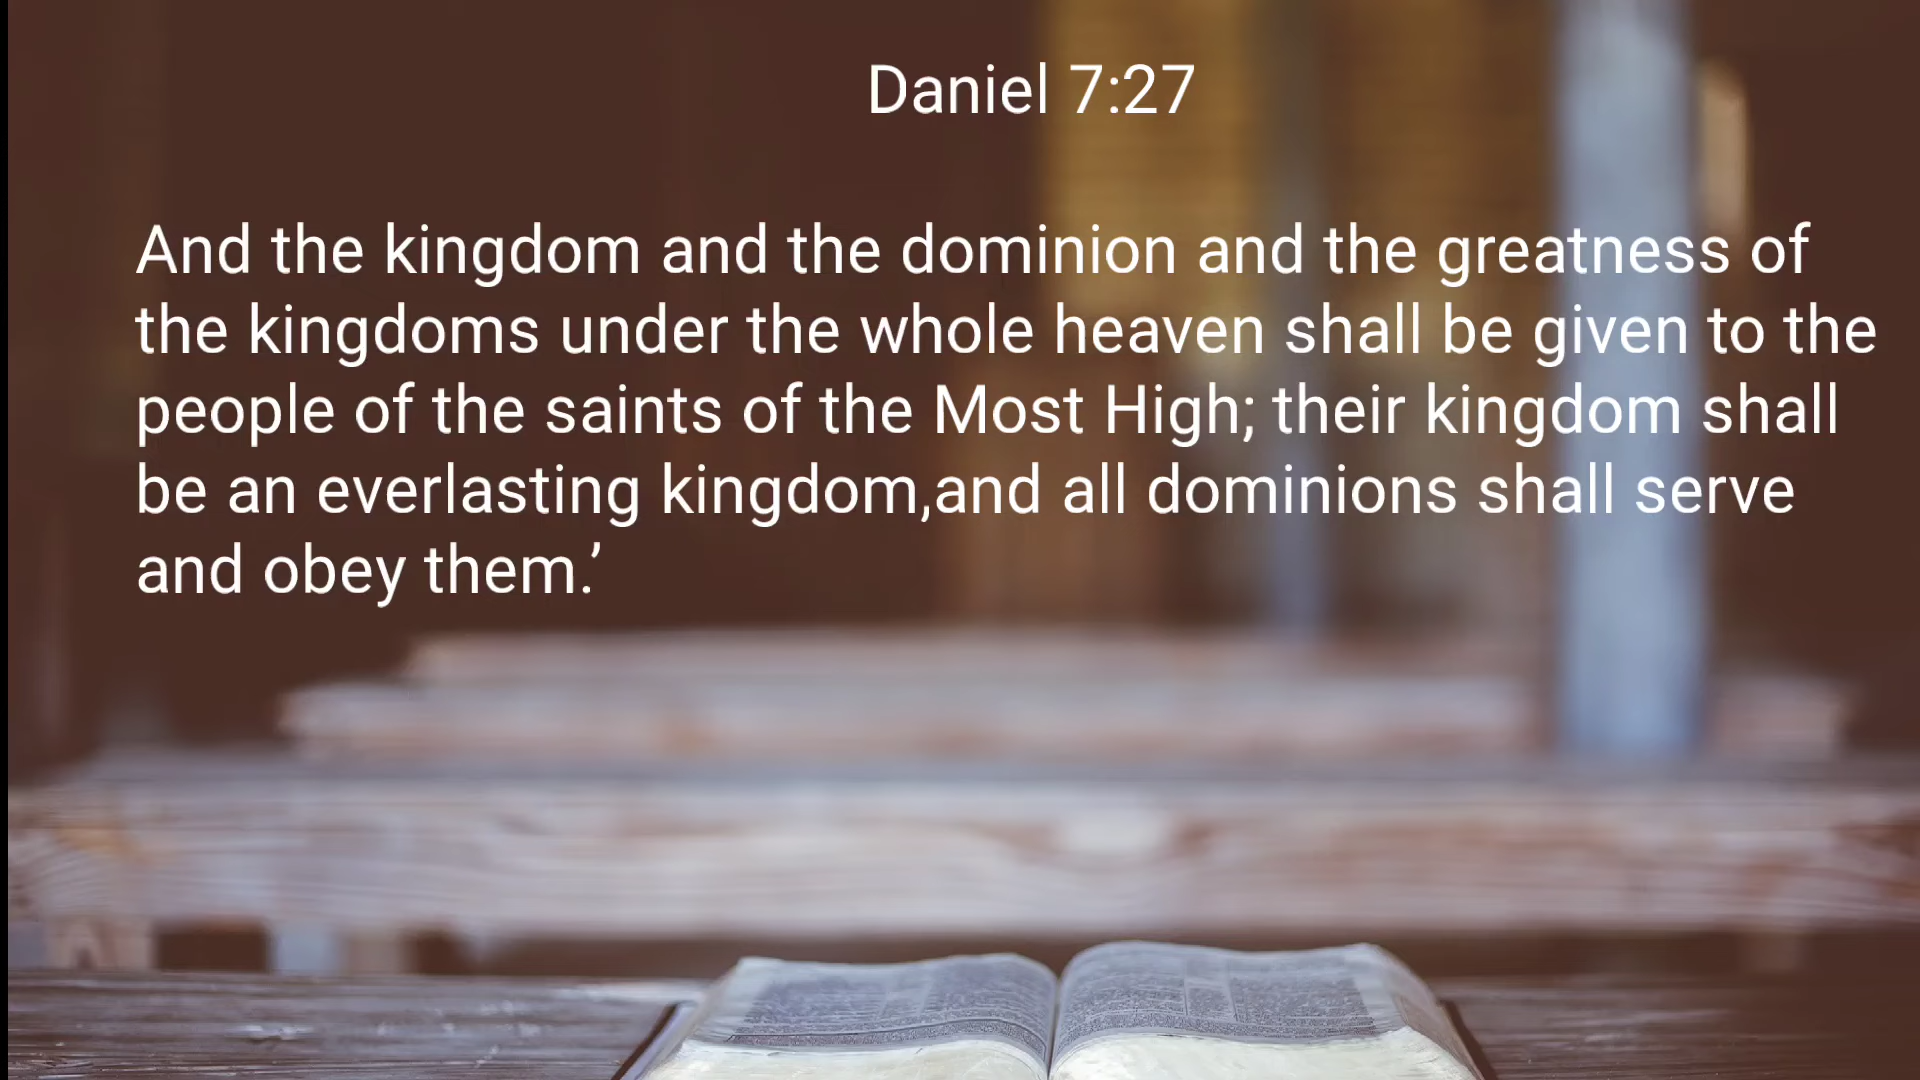 Daniel 7:27
And the kingdom and the dominion and the greatness of
the kingdoms under the whole heaven shall be given to the
people of the saints of the Most High; their kingdom shall
be an everlasting kingdom,and all dominions shall serve
and obey them.’